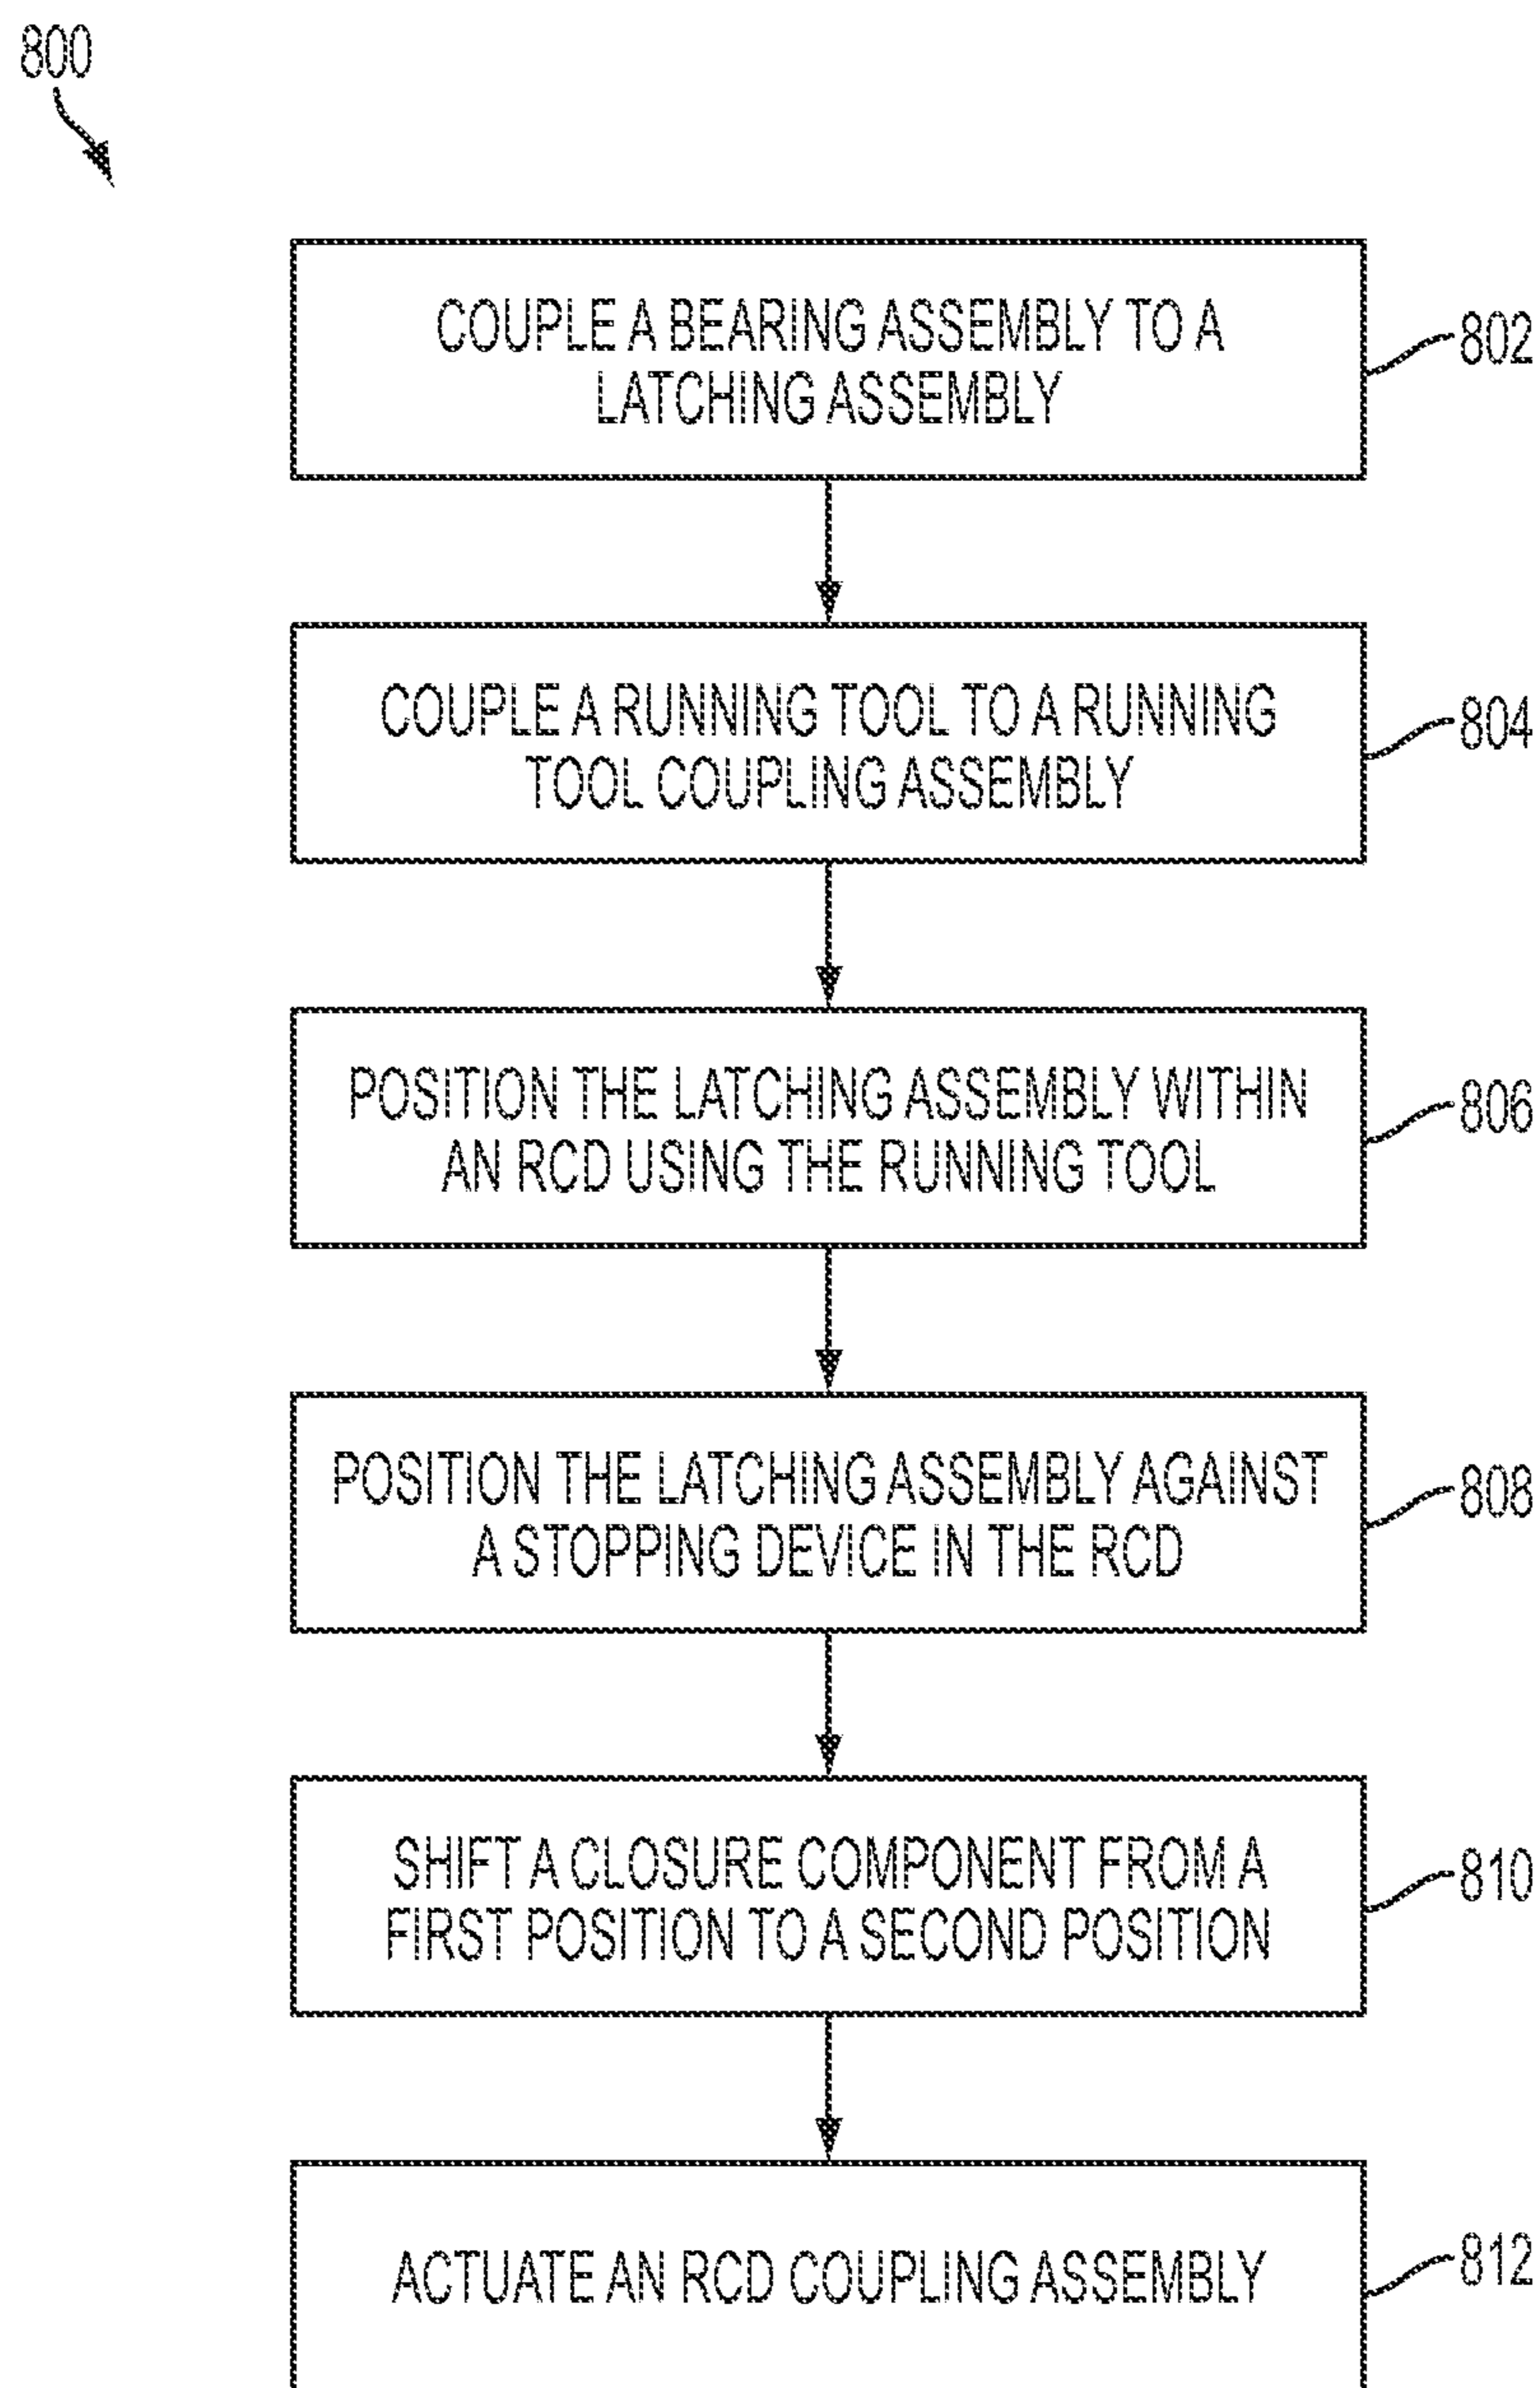 800
COUPLE A BEARING ASSEMBLY TO A
LATCHING ASSEMBLY
802
COUPLE A RUNNING TOOL TO A RUNNING
TOOL COUPLING ASSEMBLY
804
POSITION THE LATCHING ASSEMBLY WITHIN
AN RCD USING THE RUNNING TOOL
806
POSITION THE LATCHING ASSEMBLY AGAINST
A STOPPING DEVICE IN THE RCD
808
SHIFT A CLOSURE COMPONENT FROM A
FIRST POSITION TO A SECOND POSITION
810
ACTUATE AN RCD COUPLING ASSEMBLY
812